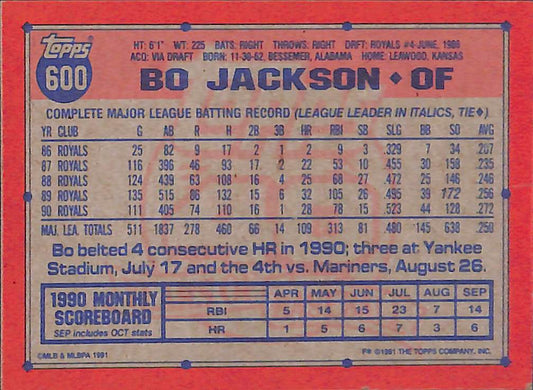 Topps
600
HT: 6'1" WT: 225 BATS: RIGHT THROWS: RIGHT DRFT: ROYALS #4-JUNE, 1986
ACQ: VIA DRAFT BORN: 11-30-62, BESSEMER, ALABAMA HOME: LEAWOOD, KANSAS
BO JACKSON ◆ OF
COMPLETE MAJOR LEAGUE BATTING RECORD (LEAGUE LEADER IN ITALICS, TIE◆)
YR CLUB G AB R H 2B 3B HR RBI SB SLG BB SO AVG
86 ROYALS 25 82 9 17 2 1 2 9 3 .329 7 34 .207
87 ROYALS 116 396 46 93 17 2 22 53 10 .455 30 158 .235
88 ROYALS 124 439 63 108 16 4 25 68 27 .472 25 146 .246
89 ROYALS 135 515 86 132 15 6 32 105 26 .495 39 172 .256
90 ROYALS 111 405 74 110 16 1 28 78 15 .523 44 128 .272
MAJ. LEA. TOTALS 511 1837 278 460 66 14 109 313 81 .480 145 638 .250
Bo belted 4 consecutive HR in 1990; three at Yankee
Stadium, July 17 and the 4th vs. Mariners, August 26.
1990 MONTHLY
SCOREBOARD
SEP includes OCT stats
APR MAY JUN JUL AUG SEP
RBI 5 14 15 23 7 14
HR 1 5 6 7 3 6
©MLB & MLBPA 1991
F* ©1991 THE TOPPS COMPANY, INC.